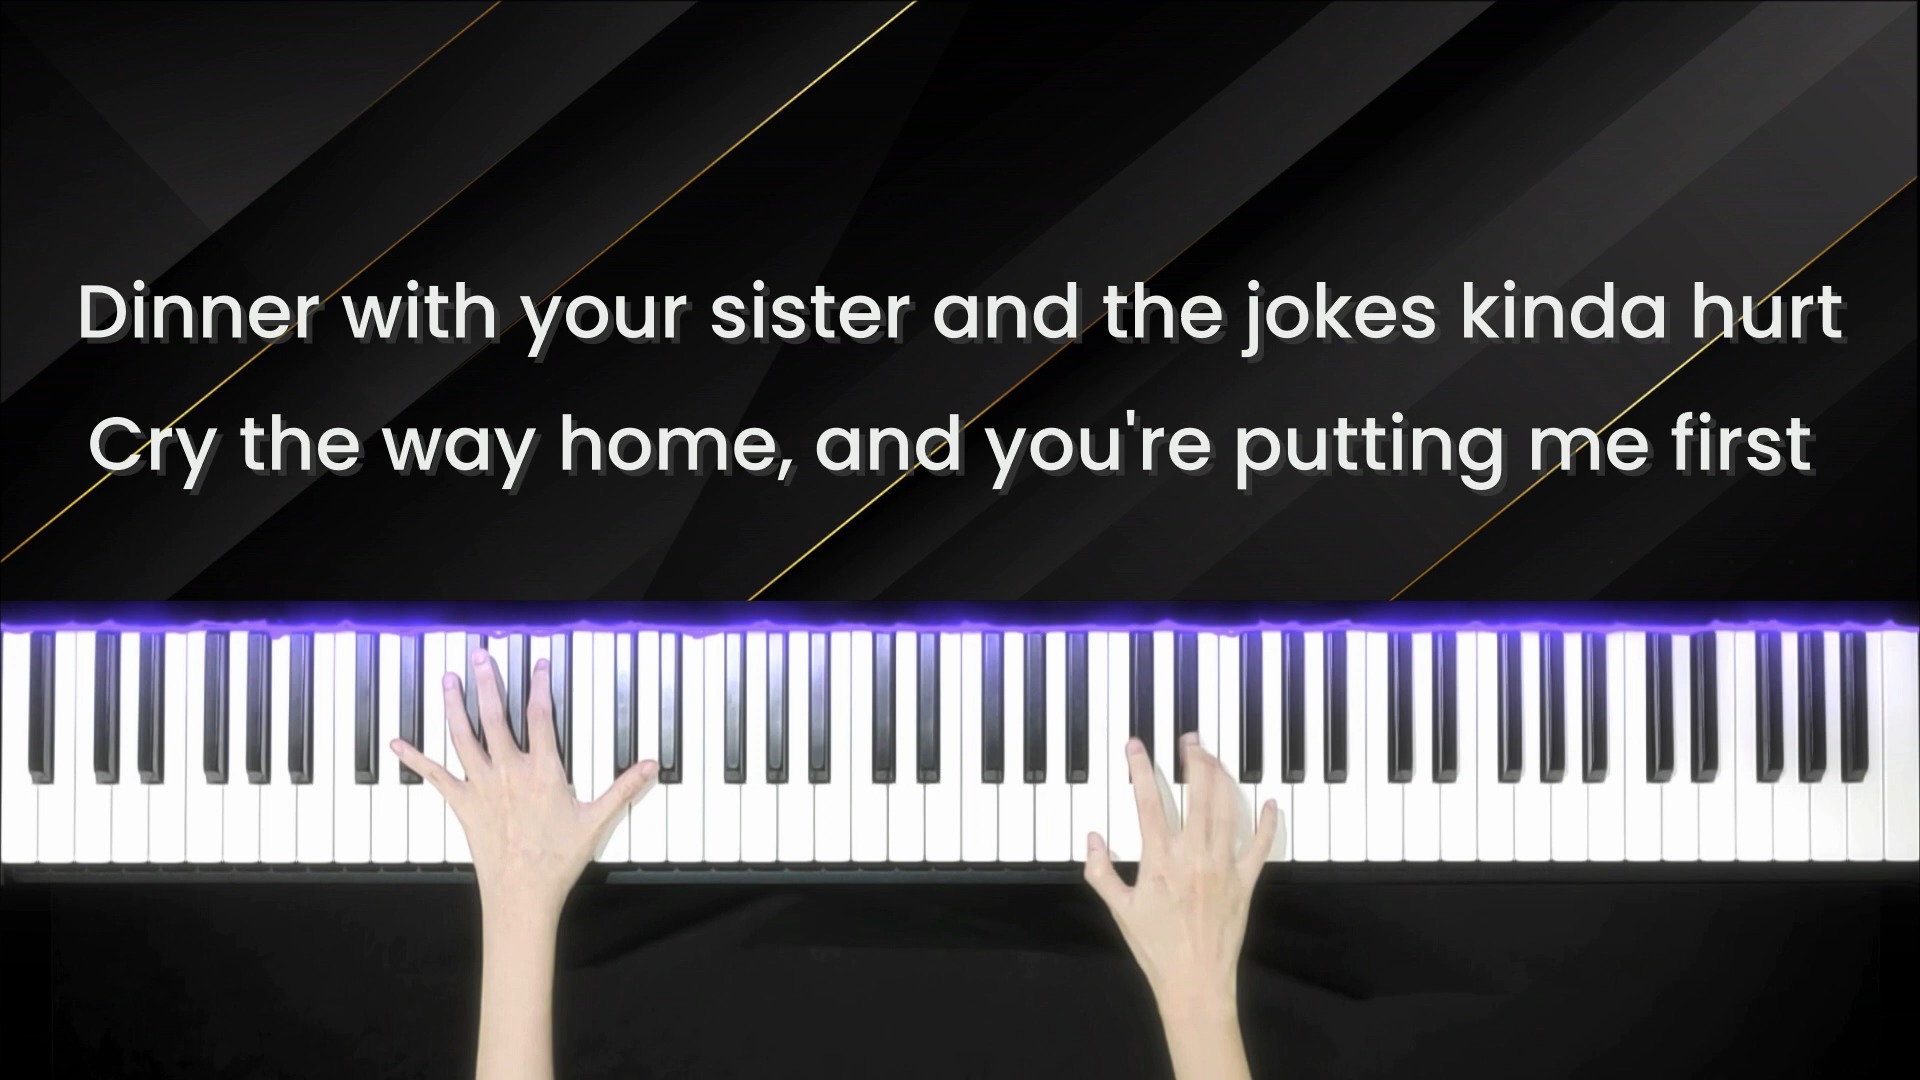 Dinner with your sister and the jokes kinda hurt
Cry the way home, and you're putting me first